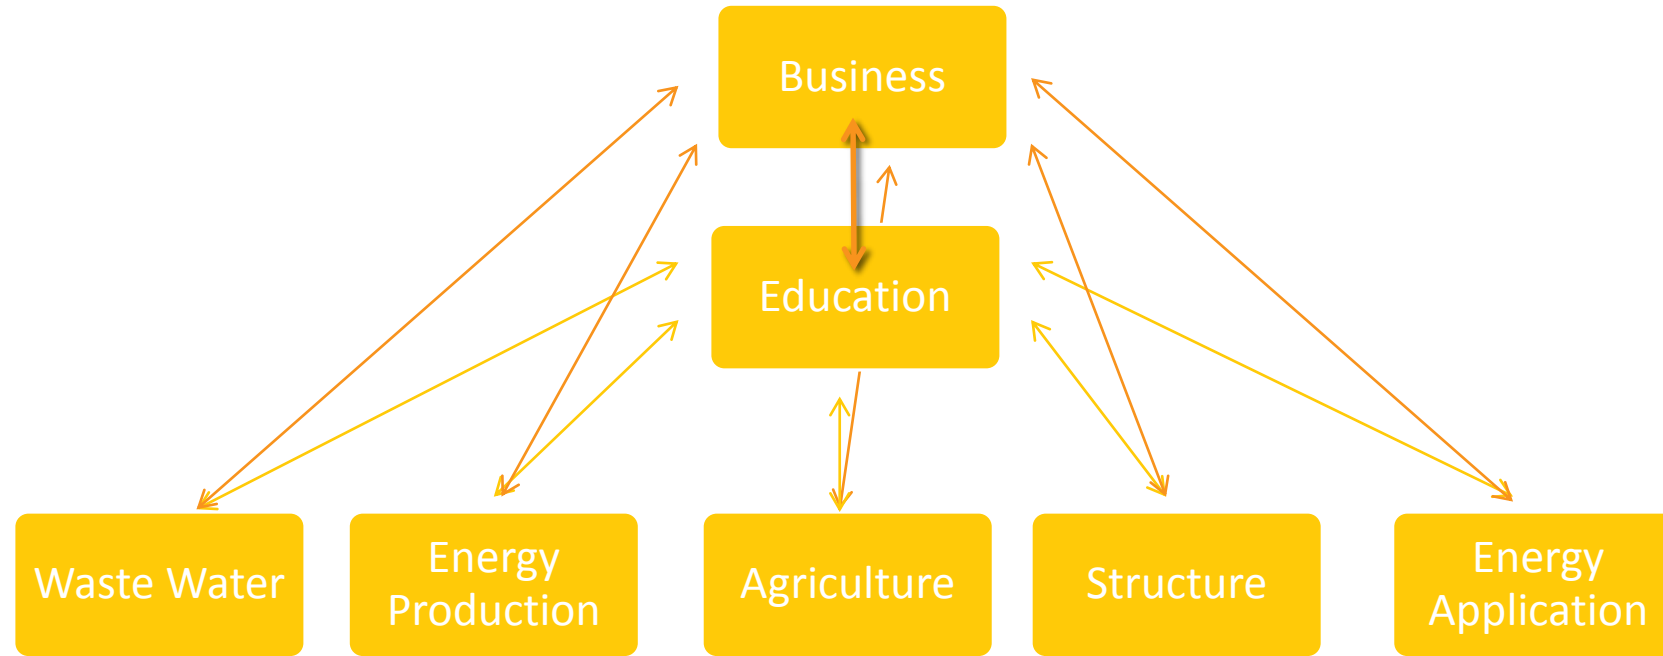 Business
Education
Waste Water
Energy
Production
Agriculture
Structure
Energy
Application